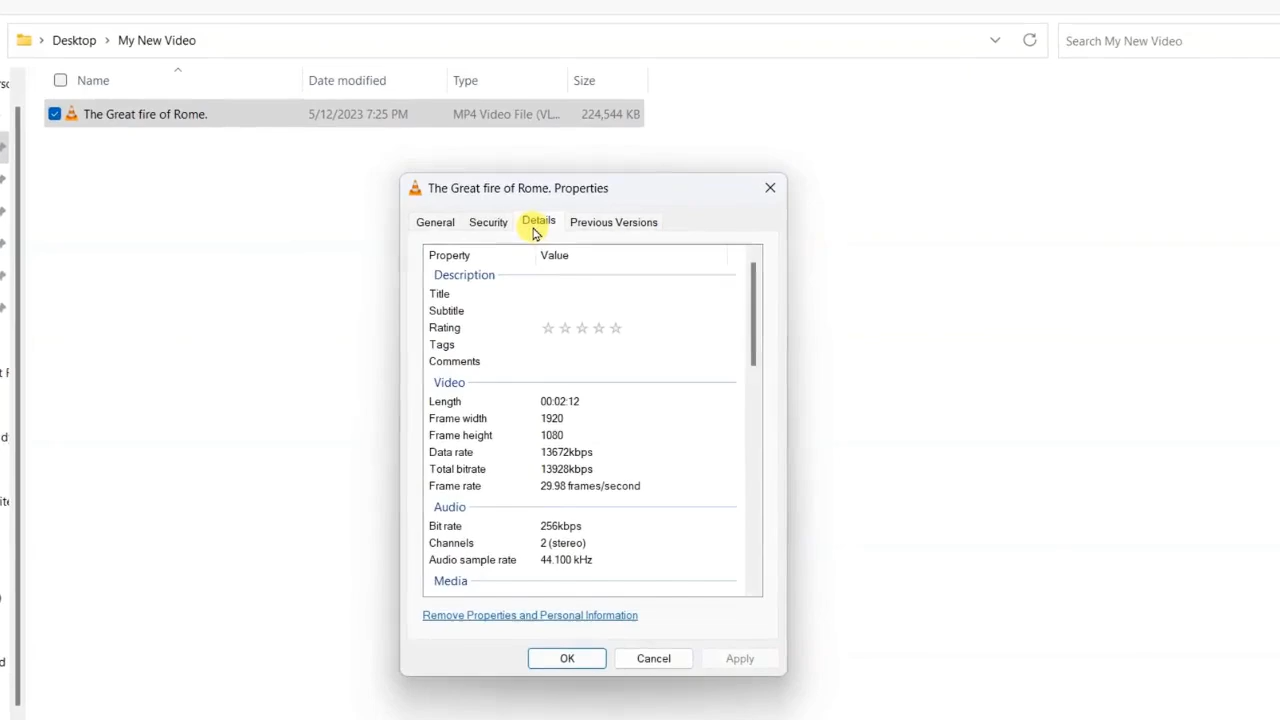 Desktop > My New Video
Search My New Video
Name Date modified Type Size
The Great fire of Rome. 5/12/2023 7:25 PM MP4 Video File (VL... 224,544 KB
The Great fire of Rome. Properties
General Security Details Previous Versions
Property Value
Description
Title
Subtitle
Rating
Tags
Comments
Video
Length 00:02:12
Frame width 1920
Frame height 1080
Data rate 13672kbps
Total bitrate 13928kbps
Frame rate 29.98 frames/second
Audio
Bit rate 256kbps
Channels 2 (stereo)
Audio sample rate 44.100 kHz
Media
Remove Properties and Personal Information
OK Cancel Apply